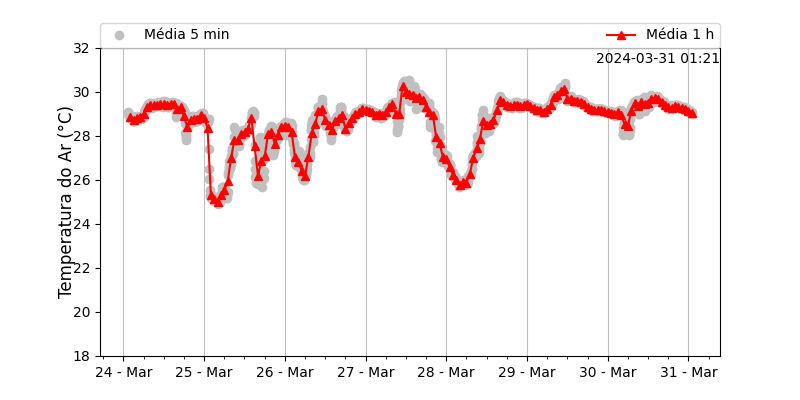 Média 5 min
Média 1 h
2024-03-31 01:21
Temperatura do Ar (°C)
32
30
28
26
24
22
20
18
24 - Mar
25 - Mar
26 - Mar
27 - Mar
28 - Mar
29 - Mar
30 - Mar
31 - Mar